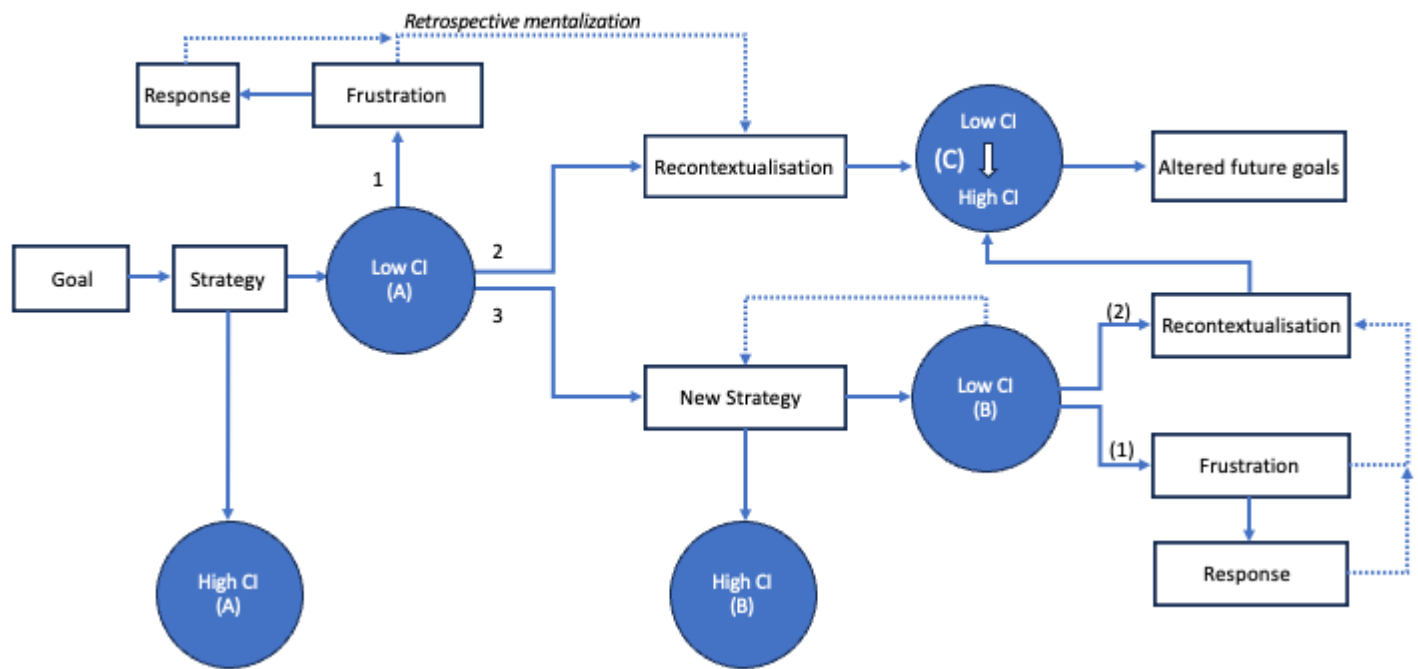 Retrospective mentalization
Response
Frustration
1
Recontextualisation
Low CI
(C)
High CI
Altered future goals
Goal
Strategy
Low CI
(A)
2
3
New Strategy
Low CI
(B)
(2)
Recontextualisation
(1)
Frustration
Response
High CI
(A)
High CI
(B)